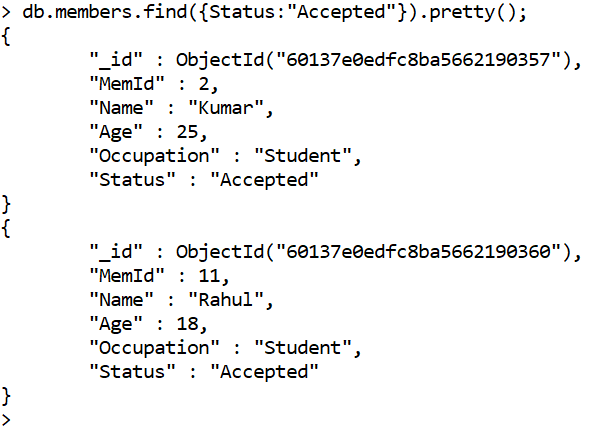 > db.members.find({Status:"Accepted"}).pretty();
{
        "_id" : ObjectId("60137e0edfc8ba5662190357"),
        "MemId" : 2,
        "Name" : "Kumar",
        "Age" : 25,
        "Occupation" : "Student",
        "Status" : "Accepted"
}
{
        "_id" : ObjectId("60137e0edfc8ba5662190360"),
        "MemId" : 11,
        "Name" : "Rahul",
        "Age" : 18,
        "Occupation" : "Student",
        "Status" : "Accepted"
}
>